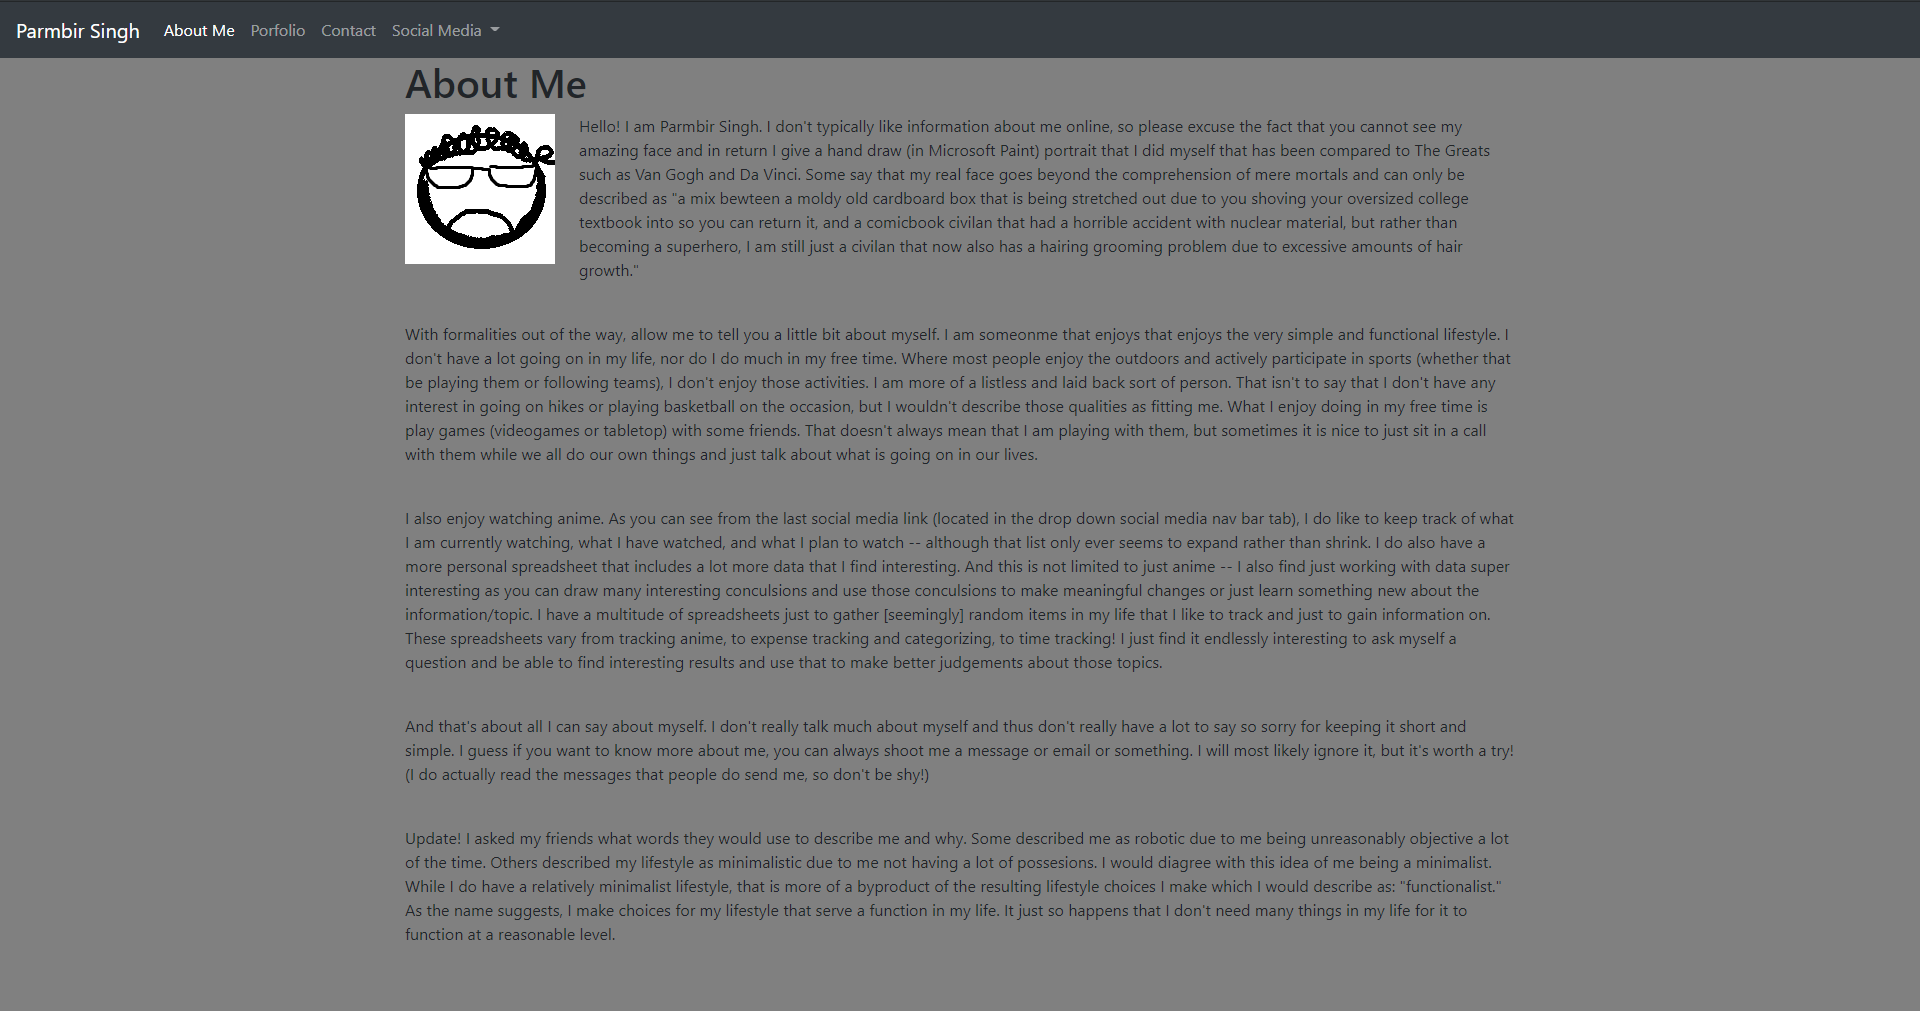 Parmbir Singh About Me Porfolio Contact Social Media
About Me
Hello! I am Parmbir Singh. I don't typically like information about me online, so please excuse the fact that you cannot see my
amazing face and in return I give a hand draw (in Microsoft Paint) portrait that I did myself that has been compared to The Greats
such as Van Gogh and Da Vinci. Some say that my real face goes beyond the comprehension of mere mortals and can only be
described as "a mix bewteen a moldy old cardboard box that is being stretched out due to you shoving your oversized college
textbook into so you can return it, and a comicbook civilan that had a horrible accident with nuclear material, but rather than
becoming a superhero, I am still just a civilan that now also has a hairing grooming problem due to excessive amounts of hair
growth."
With formalities out of the way, allow me to tell you a little bit about myself. I am someonme that enjoys that enjoys the very simple and functional lifestyle. I
don't have a lot going on in my life, nor do I do much in my free time. Where most people enjoy the outdoors and actively participate in sports (whether that
be playing them or following teams), I don't enjoy those activities. I am more of a listless and laid back sort of person. That isn't to say that I don't have any
interest in going on hikes or playing basketball on the occasion, but I wouldn't describe those qualities as fitting me. What I enjoy doing in my free time is
play games (videogames or tabletop) with some friends. That doesn't always mean that I am playing with them, but sometimes it is nice to just sit in a call
with them while we all do our own things and just talk about what is going on in our lives.
I also enjoy watching anime. As you can see from the last social media link (located in the drop down social media nav bar tab), I do like to keep track of what
I am currently watching, what I have watched, and what I plan to watch -- although that list only ever seems to expand rather than shrink. I do also have a
more personal spreadsheet that includes a lot more data that I find interesting. And this is not limited to just anime -- I also find just working with data super
interesting as you can draw many interesting conculsions and use those conculsions to make meaningful changes or just learn something new about the
information/topic. I have a multitude of spreadsheets just to gather [seemingly] random items in my life that I like to track and just to gain information on.
These spreadsheets vary from tracking anime, to expense tracking and categorizing, to time tracking! I just find it endlessly interesting to ask myself a
question and be able to find interesting results and use that to make better judgements about those topics.
And that's about all I can say about myself. I don't really talk much about myself and thus don't really have a lot to say so sorry for keeping it short and
simple. I guess if you want to know more about me, you can always shoot me a message or email or something. I will most likely ignore it, but it's worth a try!
(I do actually read the messages that people do send me, so don't be shy!)
Update! I asked my friends what words they would use to describe me and why. Some described me as robotic due to me being unreasonably objective a lot
of the time. Others described my lifestyle as minimalistic due to me not having a lot of possesions. I would diagree with this idea of me being a minimalist.
While I do have a relatively minimalist lifestyle, that is more of a byproduct of the resulting lifestyle choices I make which I would describe as: "functionalist."
As the name suggests, I make choices for my lifestyle that serve a function in my life. It just so happens that I don't need many things in my life for it to
function at a reasonable level.